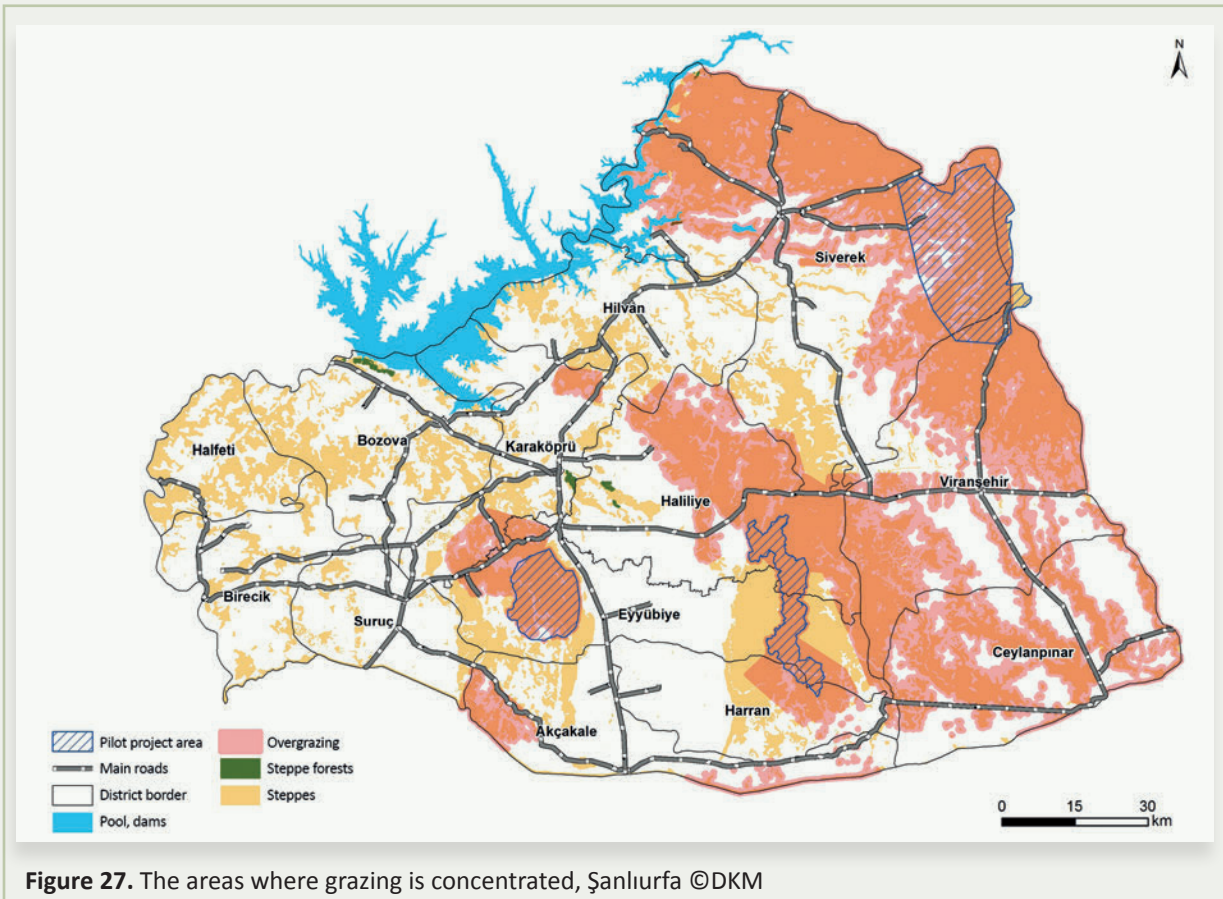 N
Siverek
Hilvan
Halfeti
Bozova
Karaköprü
Haliliye
Viranşehir
Birecik
Suruç
Eyyübiye
Ceylanpınar
Harran
Akçakale
Pilot project area
Main roads
District border
Pool, dams
Overgrazing
Steppe forests
Steppes
0 15 30
km
Figure 27. The areas where grazing is concentrated, Şanlıurfa ©DKM